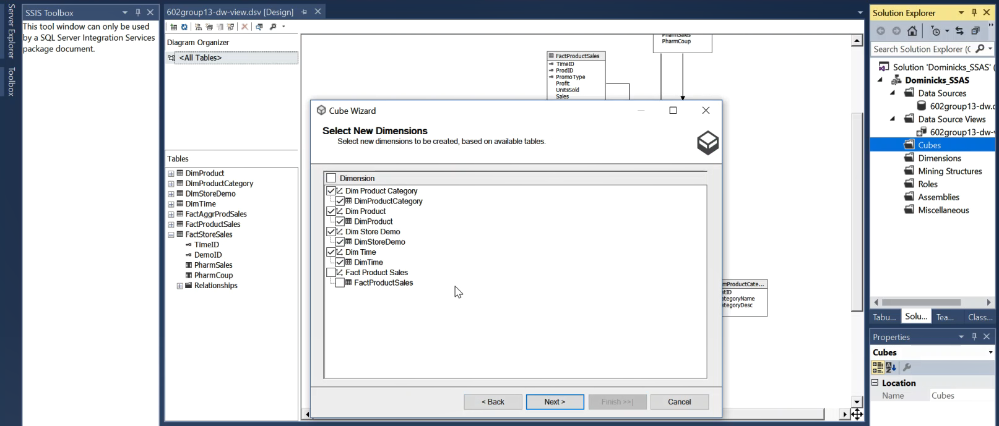 Server Explorer
Toolbox
SSIS Toolbox
This tool window can only be used
by a SQL Server Integration Services
package document.
602group13-dw-view.dsv [Design]
Diagram Organizer
<All Tables>
Tables
DimProduct
DimProductCategory
DimStoreDemo
DimTime
FactAggrProdSales
FactProductSales
FactStoreSales
TimeID
DemoID
PharmSales
PharmCoup
Relationships
PharmSales
PharmCoup
FactProductSales
TimeID
ProdID
PromoType
Profit
UnitsSold
Sales
Cube Wizard
Select New Dimensions
Select new dimensions to be created, based on available tables.
Dimension
Dim Product Category
DimProductCategory
Dim Product
DimProduct
Dim Store Demo
DimStoreDemo
Dim Time
DimTime
Fact Product Sales
FactProductSales
< Back
Next >
Finish >>|
Cancel
mProductCate...
tID
ategoryName
ategoryDesc
Solution Explorer
Search Solution Explorer (C
Solution 'Dominicks_SSAS' (
Dominicks_SSAS
Data Sources
602group13-dw.d
Data Source Views
602group13-dw-v
Cubes
Dimensions
Mining Structures
Roles
Assemblies
Miscellaneous
Tabu...
Solu...
Tea...
Class...
Properties
Cubes
Location
Name
Cubes